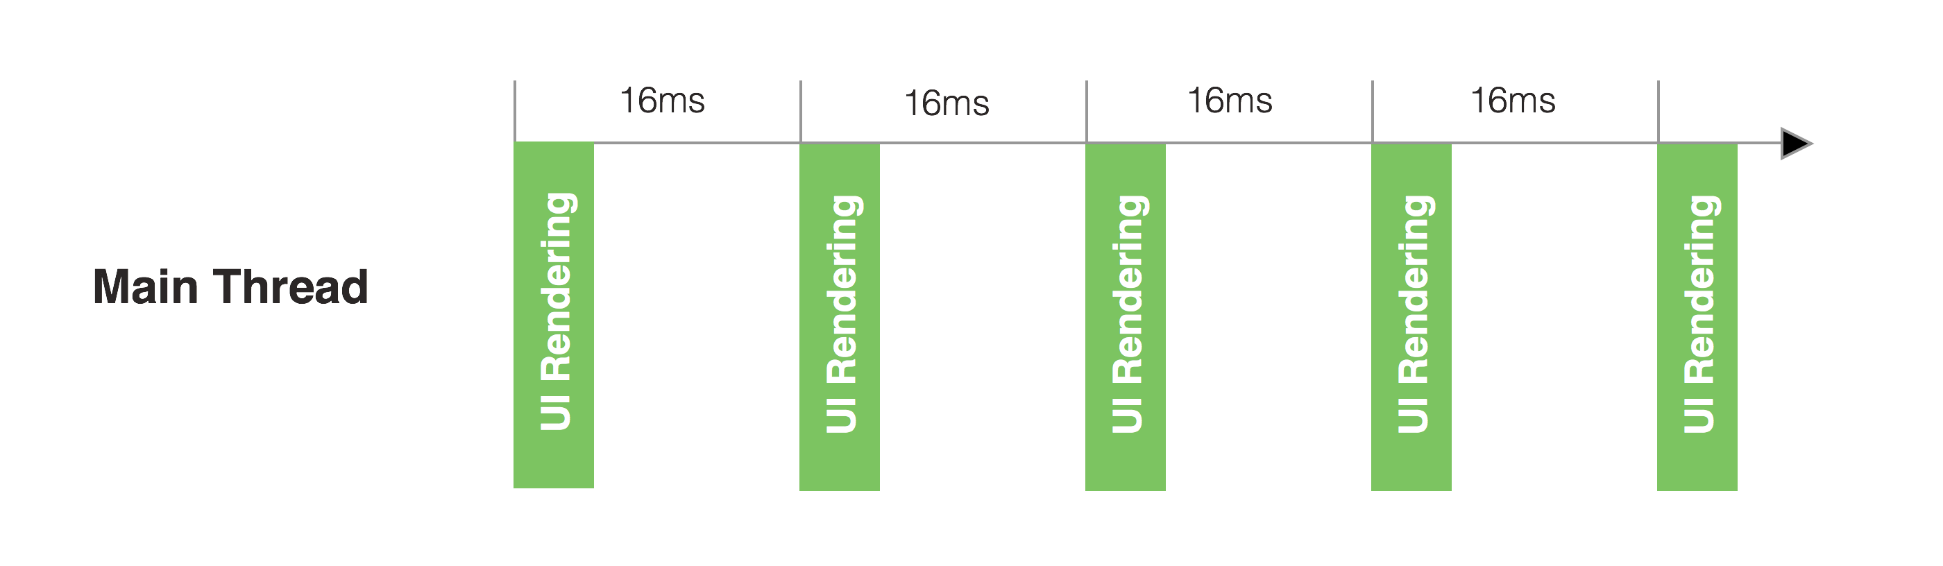 16ms
16ms
16ms
16ms
Main Thread
UI Rendering
UI Rendering
UI Rendering
UI Rendering
UI Rendering